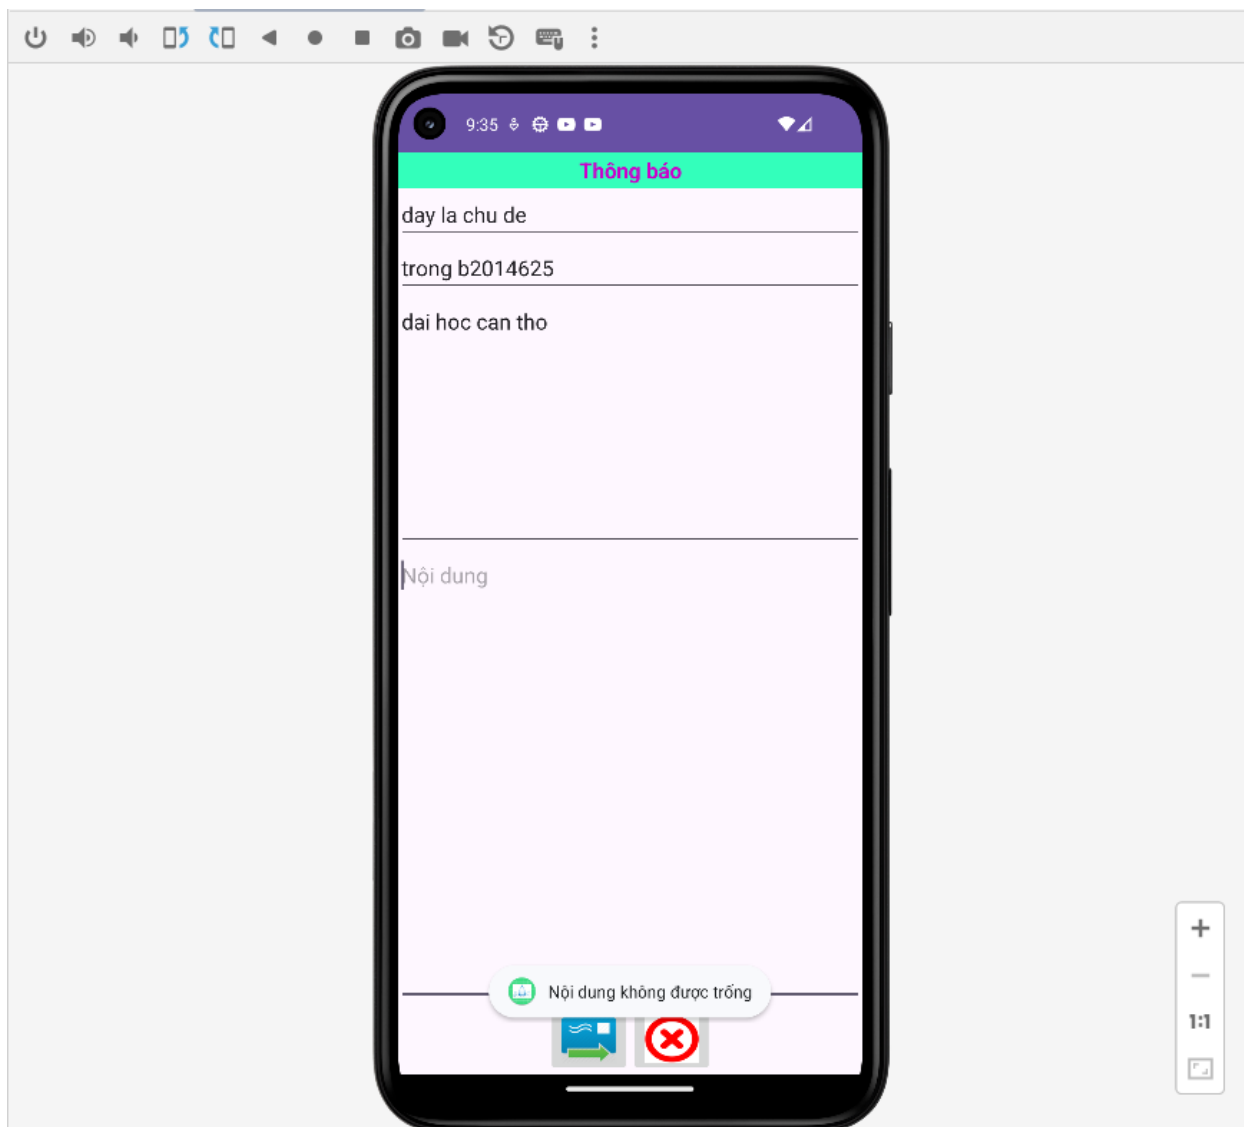 9:35
Thông báo
day la chu de
trong b2014625
dai hoc can tho
Nội dung
Nội dung không được trống
1:1